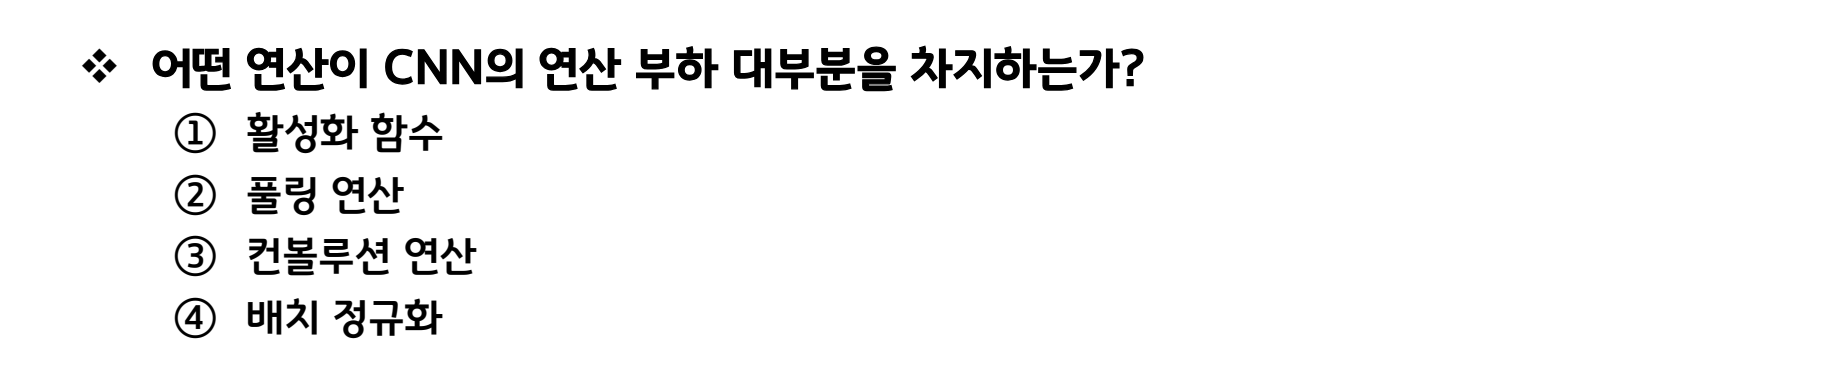 ❖ 어떤 연산이 CNN의 연산 부하 대부분을 차지하는가?
① 활성화 함수
② 풀링 연산
③ 컨볼루션 연산
④ 배치 정규화